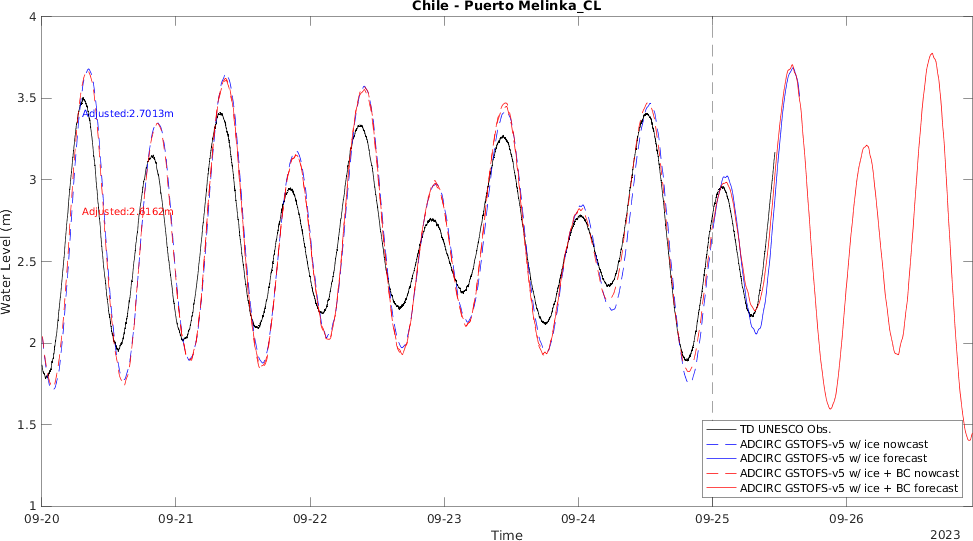 Chile - Puerto Melinka_CL
4
3.5
3
2.5
2
1.5
1
Water Level (m)
Adjusted:2.7013m
Adjusted:2.6162m
TD UNESCO Obs.
ADCIRC GSTOFS-v5 w/ ice nowcast
ADCIRC GSTOFS-v5 w/ ice forecast
ADCIRC GSTOFS-v5 w/ ice + BC nowcast
ADCIRC GSTOFS-v5 w/ ice + BC forecast
09-20 09-21 09-22 09-23 09-24 09-25 09-26
Time
2023